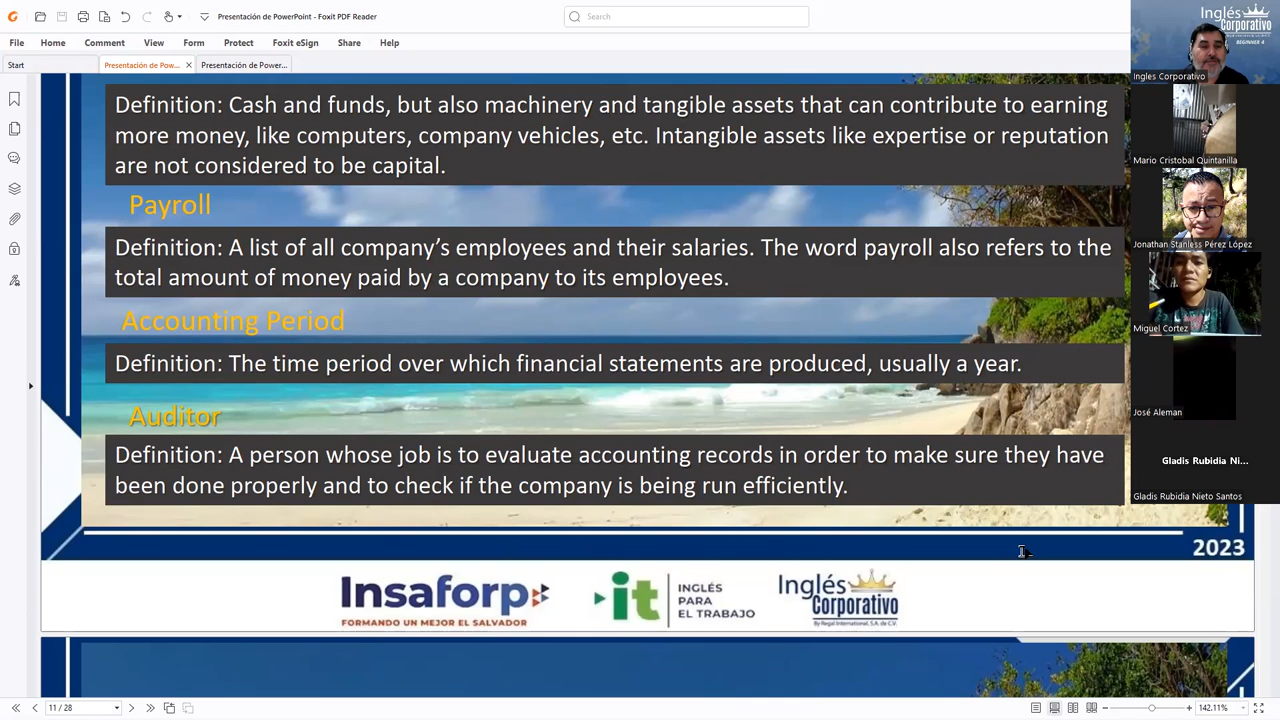 Presentación de PowerPoint - Foxit PDF Reader
Search
File Home Comment View Form Protect Foxit eSign Share Help
Start Presentación de Pow... Presentación de Power...
Definition: Cash and funds, but also machinery and tangible assets that can contribute to earning
more money, like computers, company vehicles, etc. Intangible assets like expertise or reputation
are not considered to be capital.
Payroll
Definition: A list of all company’s employees and their salaries. The word payroll also refers to the
total amount of money paid by a company to its employees.
Accounting Period
Definition: The time period over which financial statements are produced, usually a year.
Auditor
Definition: A person whose job is to evaluate accounting records in order to make sure they have
been done properly and to check if the company is being run efficiently.
2023
Insaforp
FORMANDO UN MEJOR EL SALVADOR
it
INGLÉS
PARA
EL TRABAJO
Inglés
Corporativo
By Regal International, S.A. de C.V.
11 / 28
142.11%
Inglés
Corporativo
BEGINNER 4
Ingles Corporativo
Mario Cristobal Quintanilla
Jonathan Stanless Pérez López
Miguel Cortez
José Aleman
Gladis Rubidia Ni...
Gladis Rubidia Nieto Santos